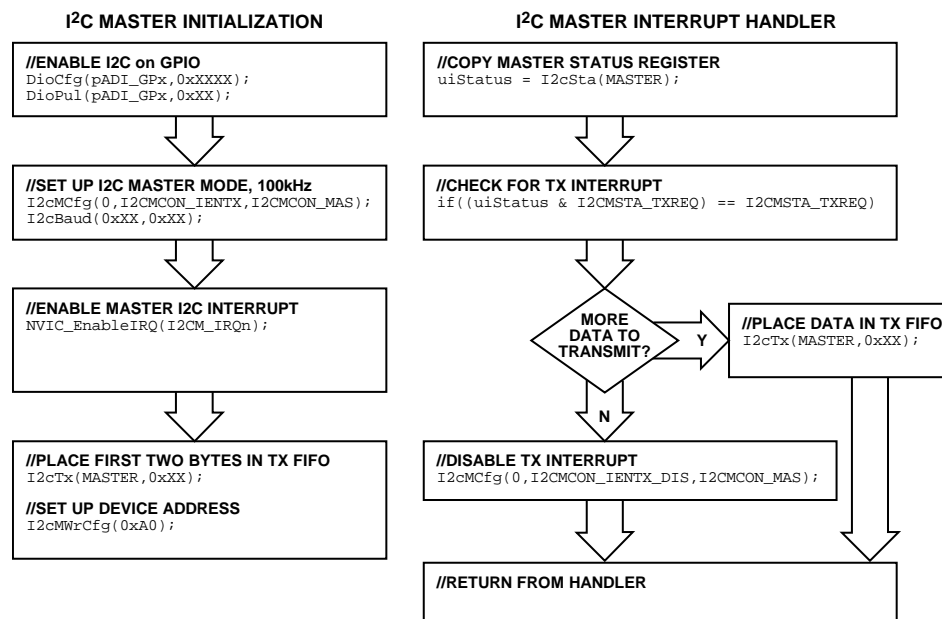 I²C MASTER INITIALIZATION
//ENABLE I2C on GPIO
DioCfg(pADI_GPx,0xXXXX);
DioPul(pADI_GPx,0xXX);
//SET UP I2C MASTER MODE, 100kHz
I2cMCfg(0,I2CMCON_IENTX,I2CMCON_MAS);
I2cBaud(0xXX,0xXX);
//ENABLE MASTER I2C INTERRUPT
NVIC_EnableIRQ(I2CM_IRQn);
//PLACE FIRST TWO BYTES IN TX FIFO
I2cTx(MASTER,0xXX);
//SET UP DEVICE ADDRESS
I2cMWrCfg(0xA0);
I²C MASTER INTERRUPT HANDLER
//COPY MASTER STATUS REGISTER
uiStatus = I2cSta(MASTER);
//CHECK FOR TX INTERRUPT
if((uiStatus & I2CMSTA_TXREQ) == I2CMSTA_TXREQ)
MORE
DATA TO
TRANSMIT?
Y
//PLACE DATA IN TX FIFO
I2cTx(MASTER,0xXX);
N
//DISABLE TX INTERRUPT
I2cMCfg(0,I2CMCON_IENTX_DIS,I2CMCON_MAS);
//RETURN FROM HANDLER